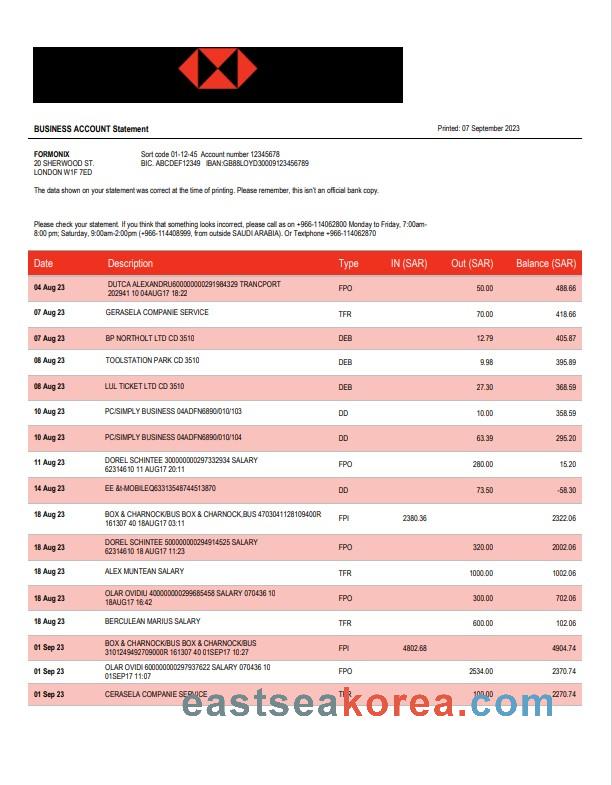 BUSINESS ACCOUNT Statement Printed: 07 September 2023
FORMONIX Sort code 01-12-45 Account number 12345678
20 SHERWOOD ST. BIC. ABCDEF12349 IBAN:GB88LOYD30009123456789
LONDON W1F 7ED
The data shown on your statement was correct at the time of printing. Please remember, this isn't an official bank copy.
Please check your statement. If you think that something looks incorrect, please call as on +966-114062800 Monday to Friday, 7:00am-
8:00 pm; Saturday, 9:00am-2:00pm (+966-114408999, from outside SAUDI ARABIA). Or Textphone +966-114062870
Date Description Type IN (SAR) Out (SAR) Balance (SAR)
04 Aug 23 DUTCA ALEXANDRU600000000291984329 TRANCPORT FPO 50.00 488.66
202941 10 04AUG17 18:22
07 Aug 23 GERASELA COMPANIE SERVICE TFR 70.00 418.66
07 Aug 23 BP NORTHOLT LTD CD 3510 DEB 12.79 405.87
08 Aug 23 TOOLSTATION PARK CD 3510 DEB 9.98 395.89
08 Aug 23 LUL TICKET LTD CD 3510 DEB 27.30 368.59
10 Aug 23 PC/SIMPLY BUSINESS 04ADFN6890/010/103 DD 10.00 358.59
10 Aug 23 PC/SIMPLY BUSINESS 04ADFN6890/010/104 DD 63.39 295.20
11 Aug 23 DOREL SCHINTEE 300000000297332934 SALARY FPO 280.00 15.20
62314610 11 AUG17 20:11
14 Aug 23 EE &t-MOBILEQ63313548744513870 DD 73.50 -58.30
18 Aug 23 BOX & CHARNOCK/BUS BOX & CHARNOCK.BUS 4703041128109400R FPI 2380.36 2322.06
161307 40 18AUG17 03:11
18 Aug 23 DOREL SCHINTEE 500000000294914525 SALARY FPO 320.00 2002.06
62314610 18 AUG17 11:23
18 Aug 23 ALEX MUNTEAN SALARY TFR 1000.00 1002.06
18 Aug 23 OLAR OVIDIU 400000000299685458 SALARY 070436 10 FPO 300.00 702.06
18AUG17 16:42
18 Aug 23 BERCULEAN MARIUS SALARY TFR 600.00 102.06
01 Sep 23 BOX & CHARNOCK/BUS BOX & CHARNOCK/BUS FPI 4802.68 4904.74
3101249492709000R 161307 40 01SEP17 10:27
01 Sep 23 OLAR OVIDI 600000000297937622 SALARY 070436 10 FPO 2534.00 2370.74
01SEP17 11:07
01 Sep 23 CERASELA COMPANIE SERVICE TFR 100.00 2270.74
eastseakorea.com